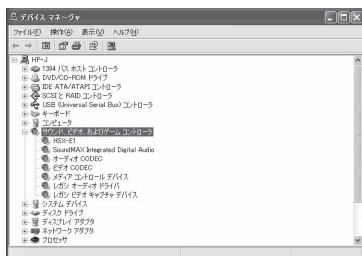 デバイス マネージャ
ファイル(F) 操作(A) 表示(V) ヘルプ(H)
HP-J
1394 バス ホスト コントローラ
DVD/CD-ROM ドライブ
IDE ATA/ATAPI コントローラ
SCSI と RAID コントローラ
USB (Universal Serial Bus) コントローラ
キーボード
コンピュータ
サウンド、ビデオ、およびゲーム コントローラ
HSX-E1
SoundMAX Integrated Digital Audio
オーディオ CODEC
ビデオ CODEC
メディア コントロール デバイス
レガシ オーディオ ドライバ
レガシ ビデオ キャプチャ デバイス
システム デバイス
ディスク ドライブ
ディスプレイ アダプタ
ネットワーク アダプタ
プロセッサ